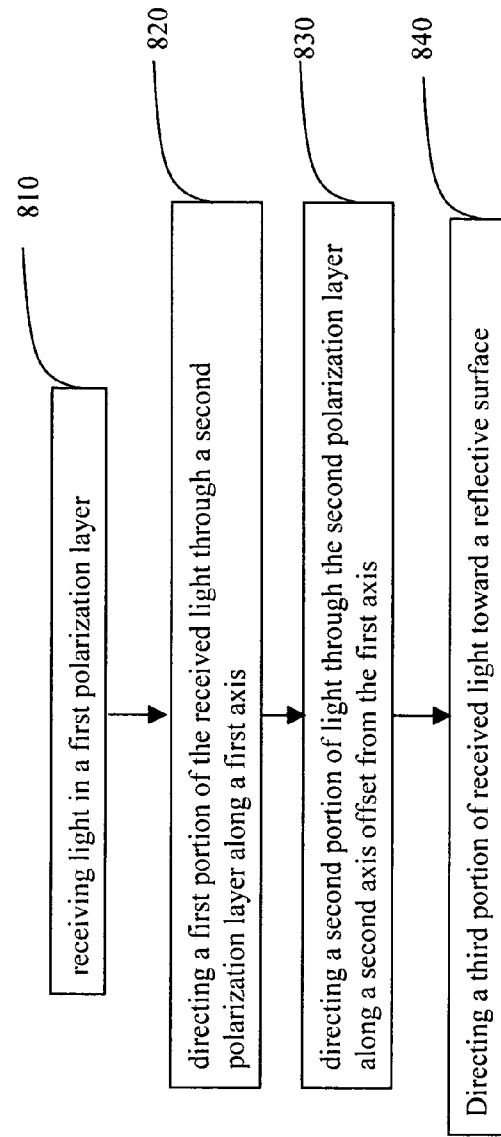 810
receiving light in a first polarization layer
820
directing a first portion of the received light through a second
polarization layer along a first axis
830
directing a second portion of light through the second polarization layer
along a second axis offset from the first axis
840
Directing a third portion of received light toward a reflective surface